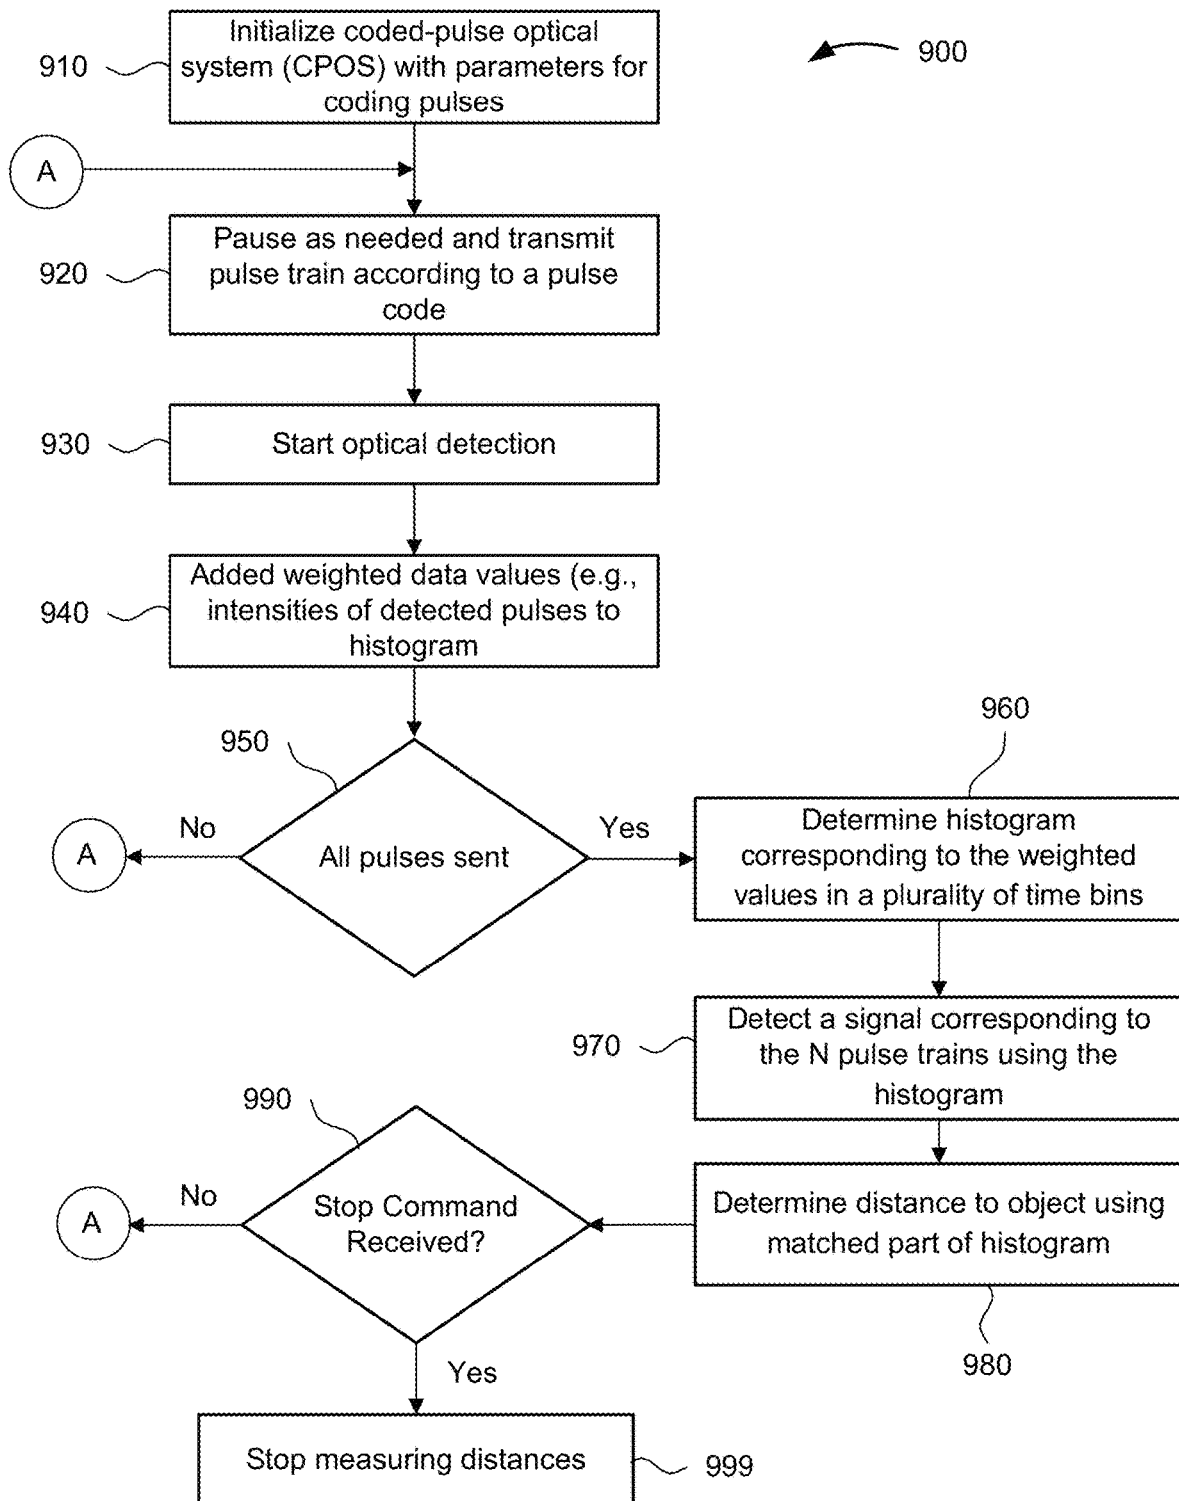 Initialize coded-pulse optical
system (CPOS) with parameters for
coding pulses
910
900
A
Pause as needed and transmit
pulse train according to a pulse
code
920
Start optical detection
930
Added weighted data values (e.g.,
intensities of detected pulses to
histogram
940
950
All pulses sent
No
A
Yes
960
Determine histogram
corresponding to the weighted
values in a plurality of time bins
Detect a signal corresponding to
the N pulse trains using the
histogram
970
Determine distance to object using
matched part of histogram
980
990
Stop Command
Received?
No
A
Yes
Stop measuring distances
999